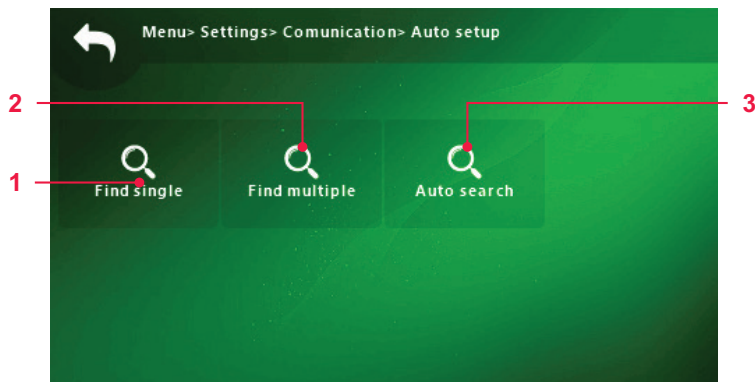 Menu> Settings> Comunication> Auto setup
2
3
1
Find single
Find multiple
Auto search